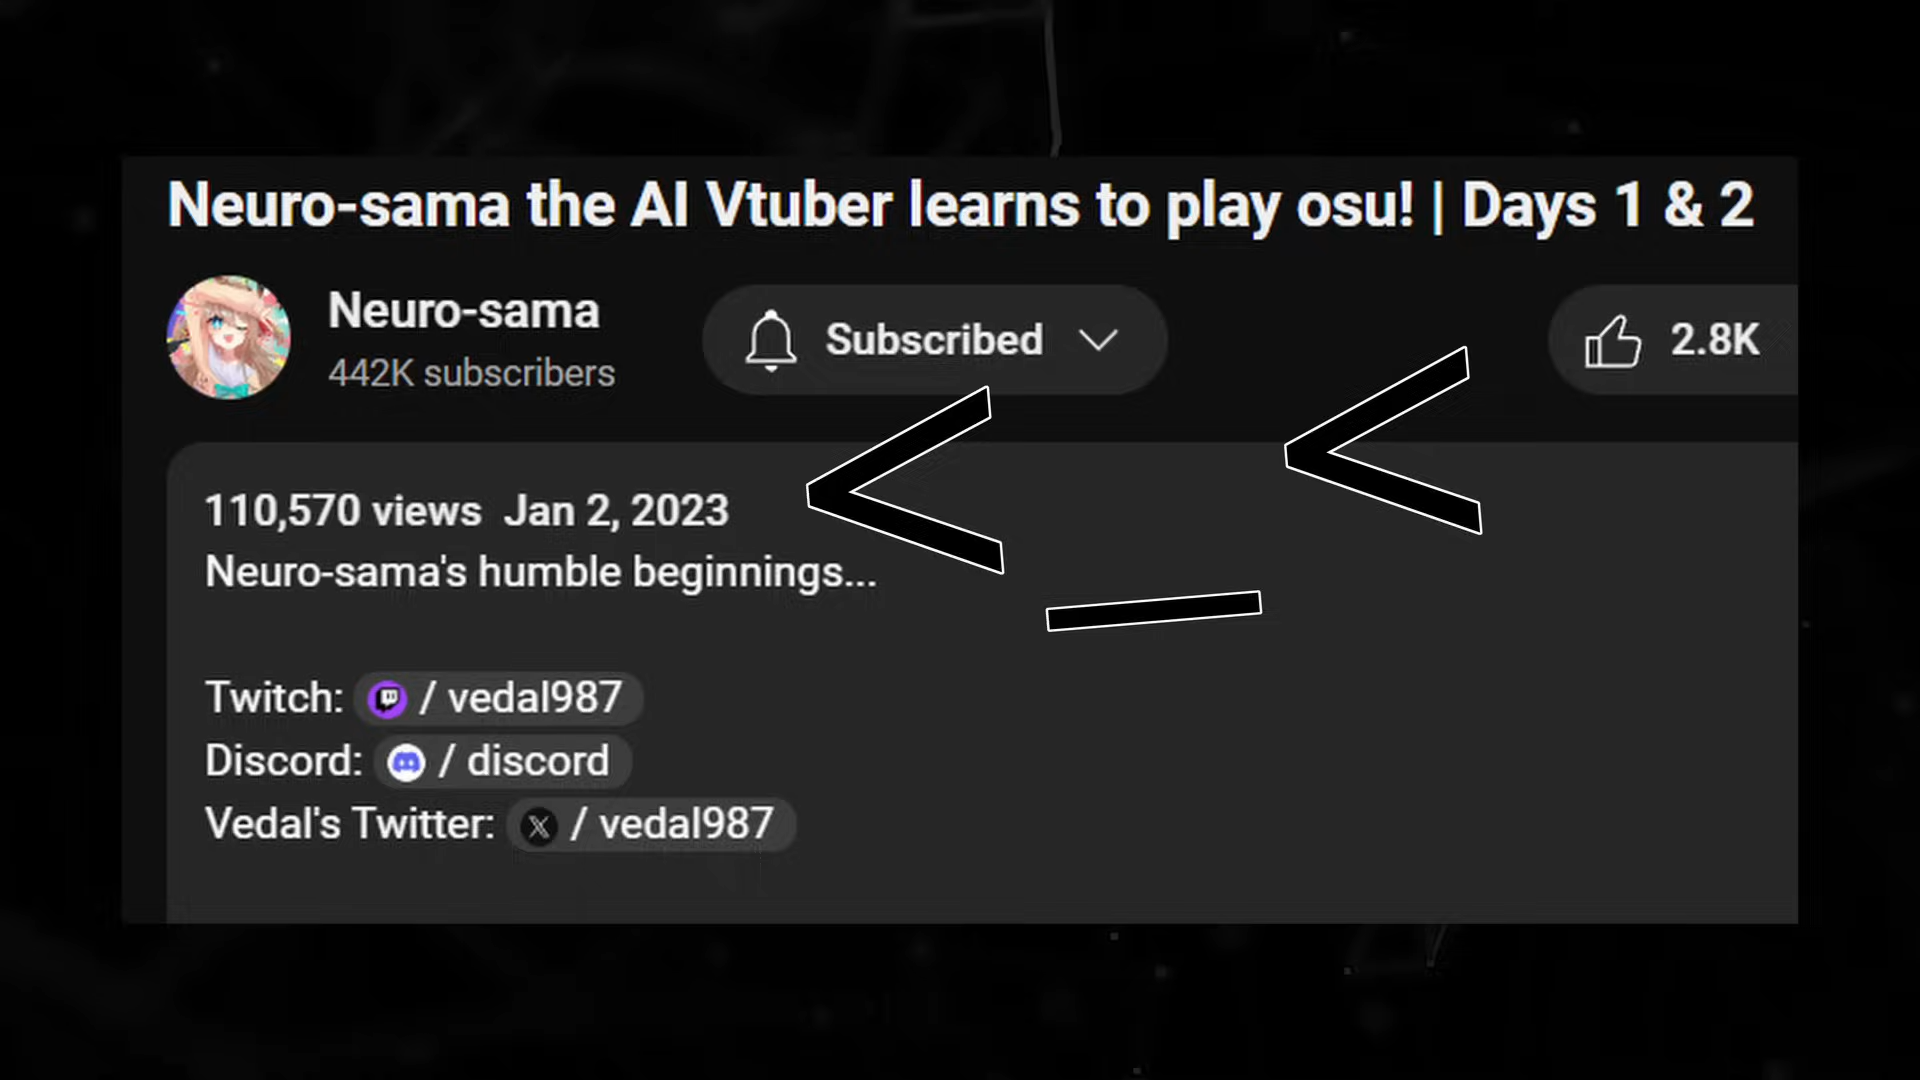 Neuro-sama the AI Vtuber learns to play osu! | Days 1 & 2
Neuro-sama
442K subscribers
Subscribed
2.8K
110,570 views Jan 2, 2023
Neuro-sama's humble beginnings...
Twitch: / vedal987
Discord: / discord
Vedal's Twitter: / vedal987
< _ <